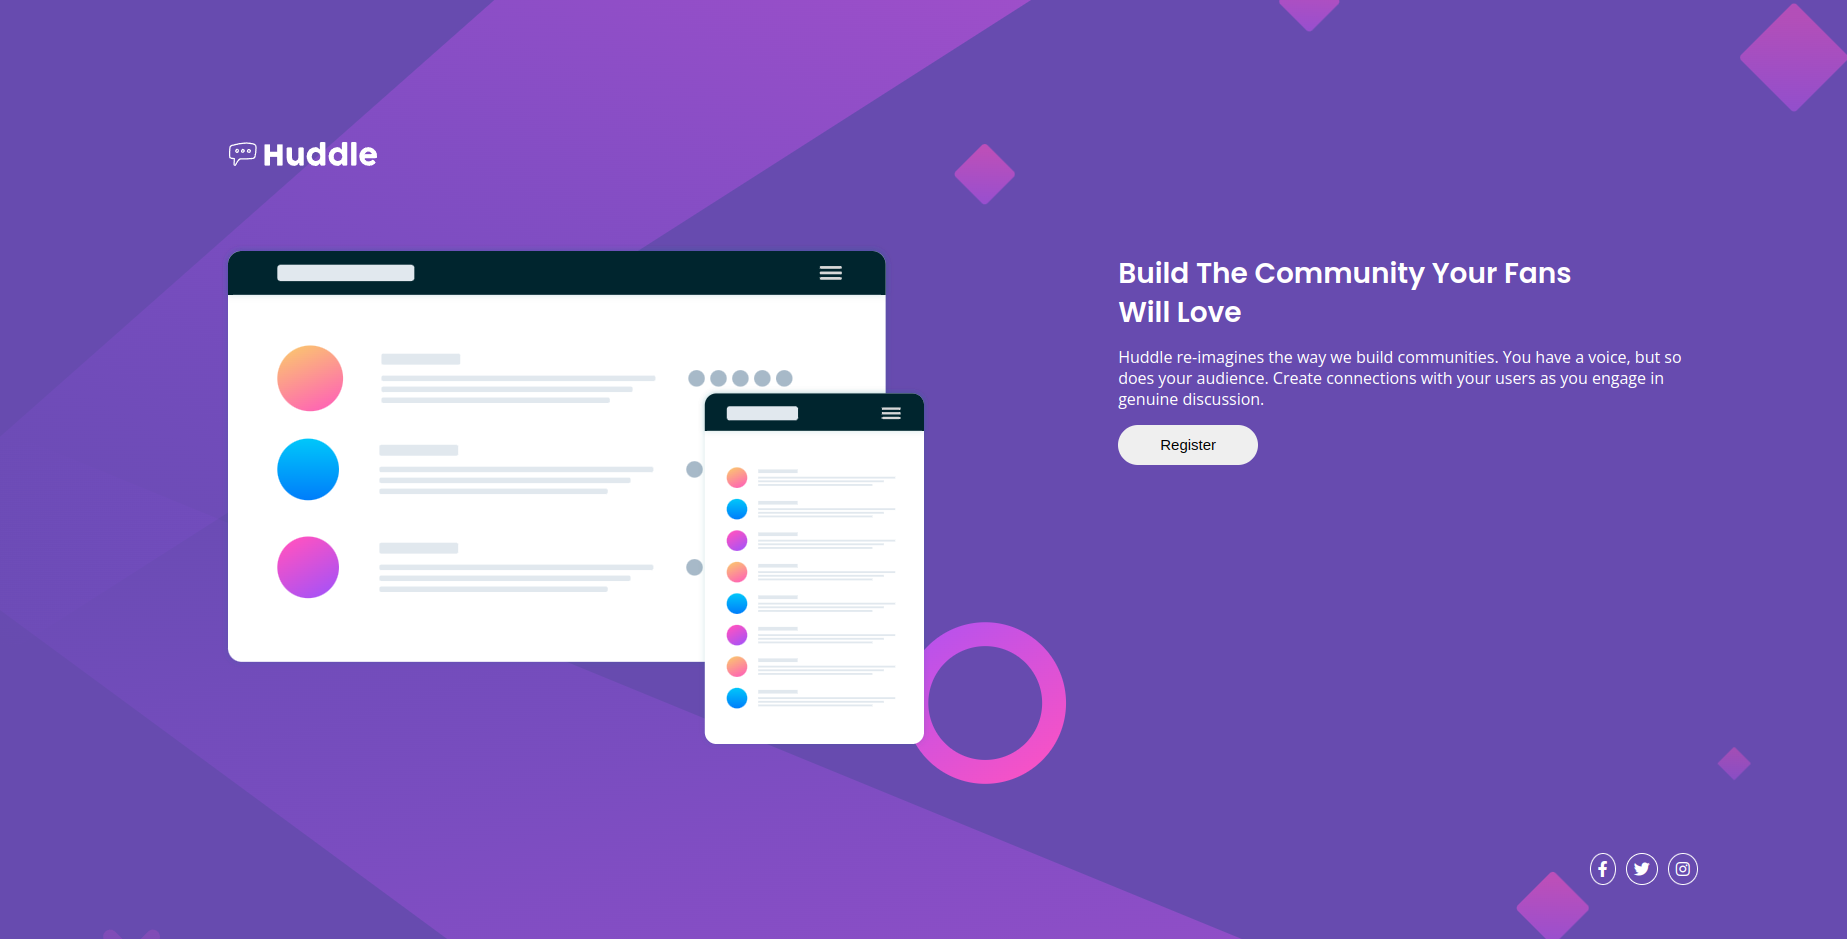 Huddle
Build The Community Your Fans
Will Love
Huddle re-imagines the way we build communities. You have a voice, but so
does your audience. Create connections with your users as you engage in
genuine discussion.
Register